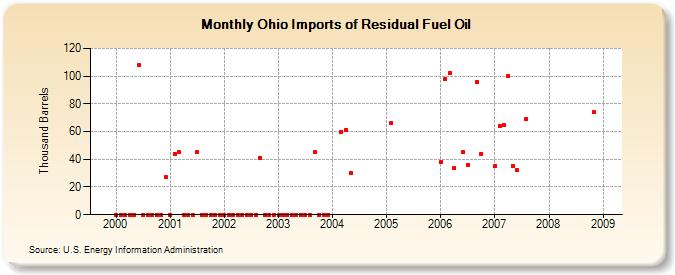 Monthly Ohio Imports of Residual Fuel Oil
Thousand Barrels
120
100
80
60
40
20
0
2000 2001 2002 2003 2004 2005 2006 2007 2008 2009
Source: U.S. Energy Information Administration